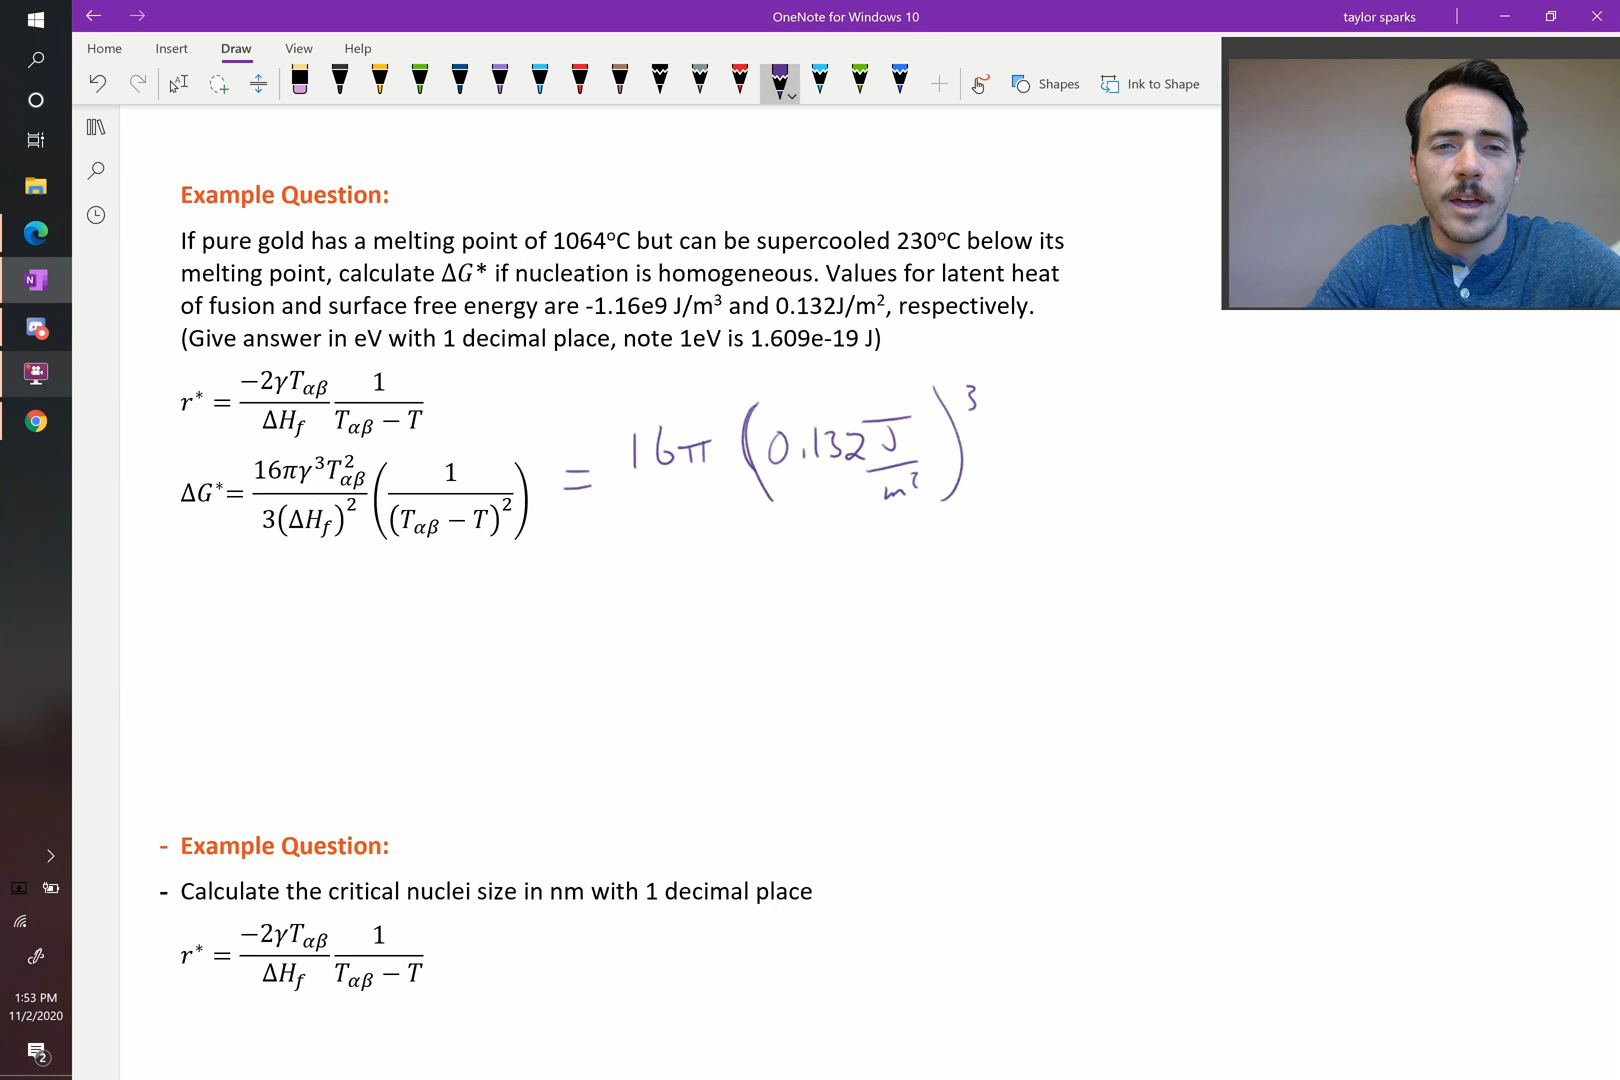 OneNote for Windows 10
taylor sparks
Home Insert Draw View Help
Shapes
Ink to Shape
Example Question:
If pure gold has a melting point of 1064°C but can be supercooled 230°C below its
melting point, calculate ΔG* if nucleation is homogeneous. Values for latent heat
of fusion and surface free energy are -1.16e9 J/m³ and 0.132J/m², respectively.
(Give answer in eV with 1 decimal place, note 1eV is 1.609e-19 J)
r* = −2γTαβ/ΔHf 1/(Tαβ − T)
ΔG* = 16πγ³Tαβ²/3(ΔHf)² (1/(Tαβ − T)²) = 16π (0.132 J/m²)³
- Example Question:
- Calculate the critical nuclei size in nm with 1 decimal place
r* = −2γTαβ/ΔHf 1/(Tαβ − T)
1:53 PM
11/2/2020
2